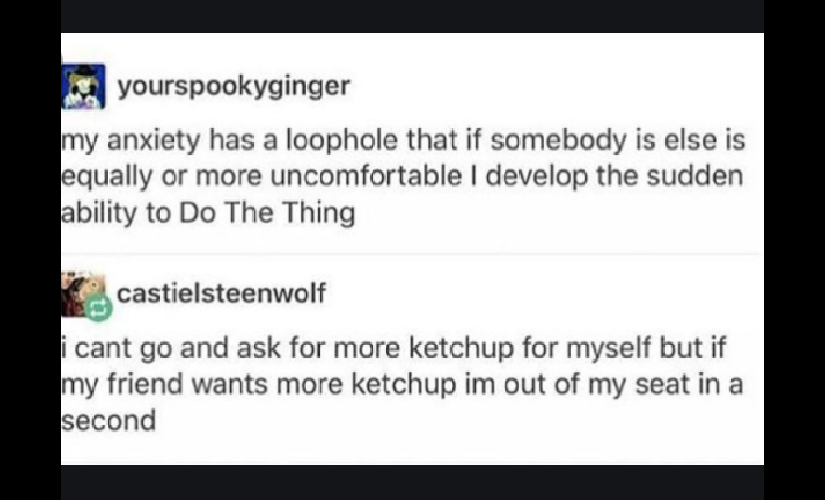 yourspookyginger
my anxiety has a loophole that if somebody is else is
equally or more uncomfortable I develop the sudden
ability to Do The Thing
castielsteenwolf
i cant go and ask for more ketchup for myself but if
my friend wants more ketchup im out of my seat in a
second